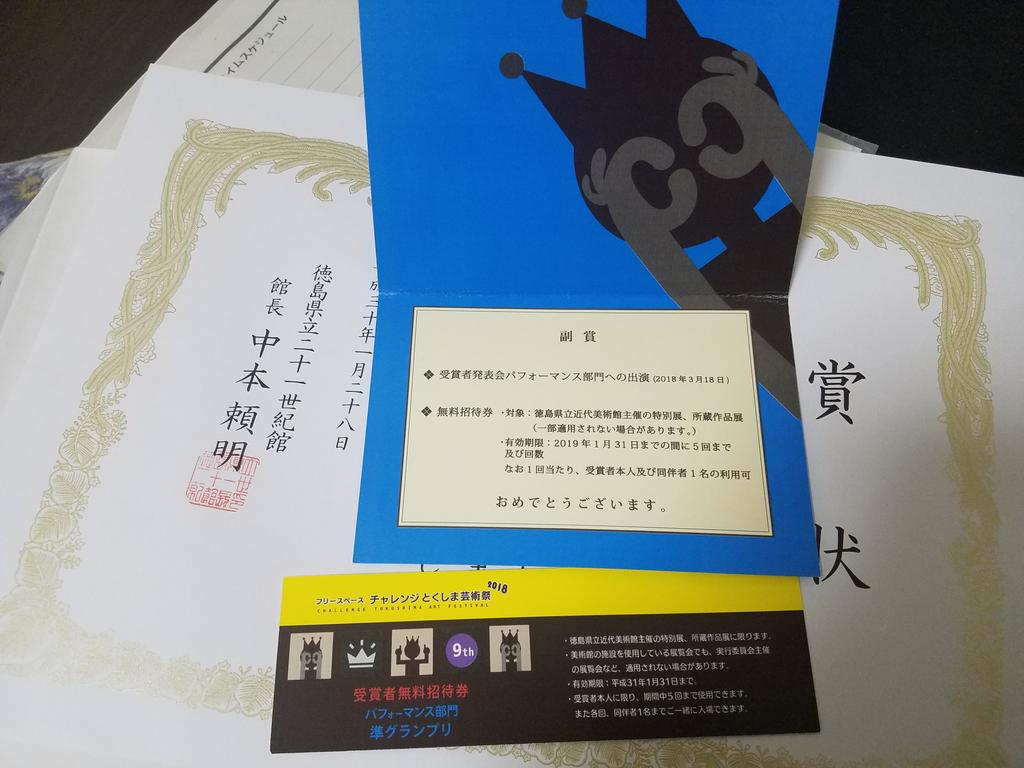 イムスケジュール
賞状
成三十年一月二十八日
徳島県立二十一世紀館
館長 中本頼明
副賞
❖ 受賞者発表会パフォーマンス部門への出演 (2018年3月18日)
❖ 無料招待券 ・対象：徳島県立近代美術館主催の特別展、所蔵作品展
（一部適用されない場合があります。）
・有効期限：2019年1月31日までの間に5回まで
及び回数
なお1回当たり、受賞者本人及び同伴者1名の利用可
おめでとうございます。
フリースペース チャレンジとくしま芸術祭 2018
CHALLENGE TOKUSHIMA ART FESTIVAL
9th
受賞者無料招待券
パフォーマンス部門
準グランプリ
・徳島県立近代美術館主催の特別展、所蔵作品展に限ります。
・美術館の施設を使用している展覧会でも、実行委員会主催
の展覧会など、適用されない場合があります。
・有効期限：平成31年1月31日まで。
・受賞者本人に限り、期間中5回まで使用できます。
また各回、同伴者1名までご一緒に入場できます。